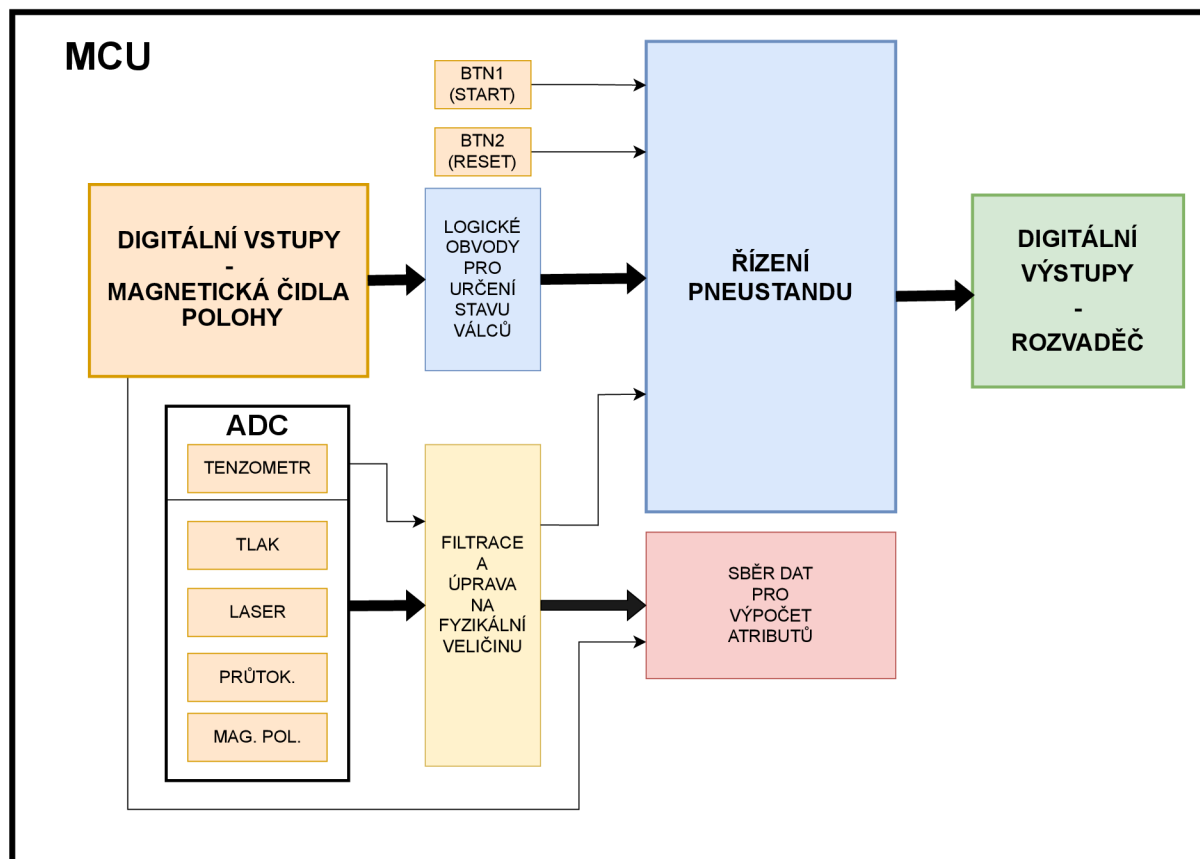 MCU
BTN1
(START)
BTN2
(RESET)
DIGITÁLNÍ VSTUPY
-
MAGNETICKÁ ČIDLA
POLOHY
LOGICKÉ
OBVODY
PRO
URČENÍ
STAVU
VÁLCŮ
ŘÍZENÍ
PNEUSTANDU
DIGITÁLNÍ
VÝSTUPY
-
ROZVADĚČ
ADC
TENZOMETR
TLAK
LASER
PRŮTOK.
MAG. POL.
FILTRACE
A
ÚPRAVA
NA
FYZIKÁLNÍ
VELIČINU
SBĚR DAT
PRO
VÝPOČET
ATRIBUTŮ